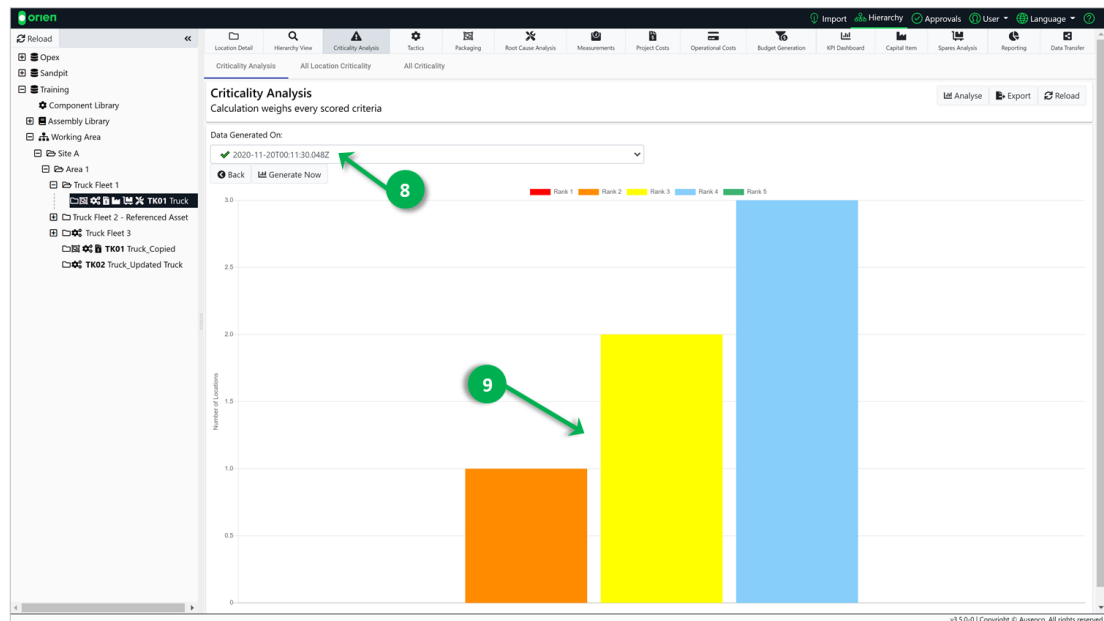 orien
Import Hierarchy Approvals User Language
Reload
Location Detail Hierarchy View Criticality Analysis Tactics Packaging Root Cause Analysis Measurements Project Costs Operational Costs Budget Generation KPI Dashboard Capital Item Spares Analysis Reporting Data Transfer
Opex
Sandpit
Training
Component Library
Assembly Library
Working Area
Site A
Area 1
Truck Fleet 1
TK01 Truck
Truck Fleet 2 - Referenced Asset
Truck Fleet 3
TK01 Truck_Copied
TK02 Truck_Updated Truck
Criticality Analysis All Location Criticality All Criticality
Criticality Analysis
Calculation weighs every scored criteria
Analyse Export Reload
Data Generated On:
2020-11-20T00:11:30.048Z
Back Generate Now
8
Rank 1 Rank 2 Rank 3 Rank 4 Rank 5
3.0
2.5
2.0
9
1.5
1.0
0.5
0
Number of Locations
v3.5.0-0 | Copyright © Ausenco. All rights reserved